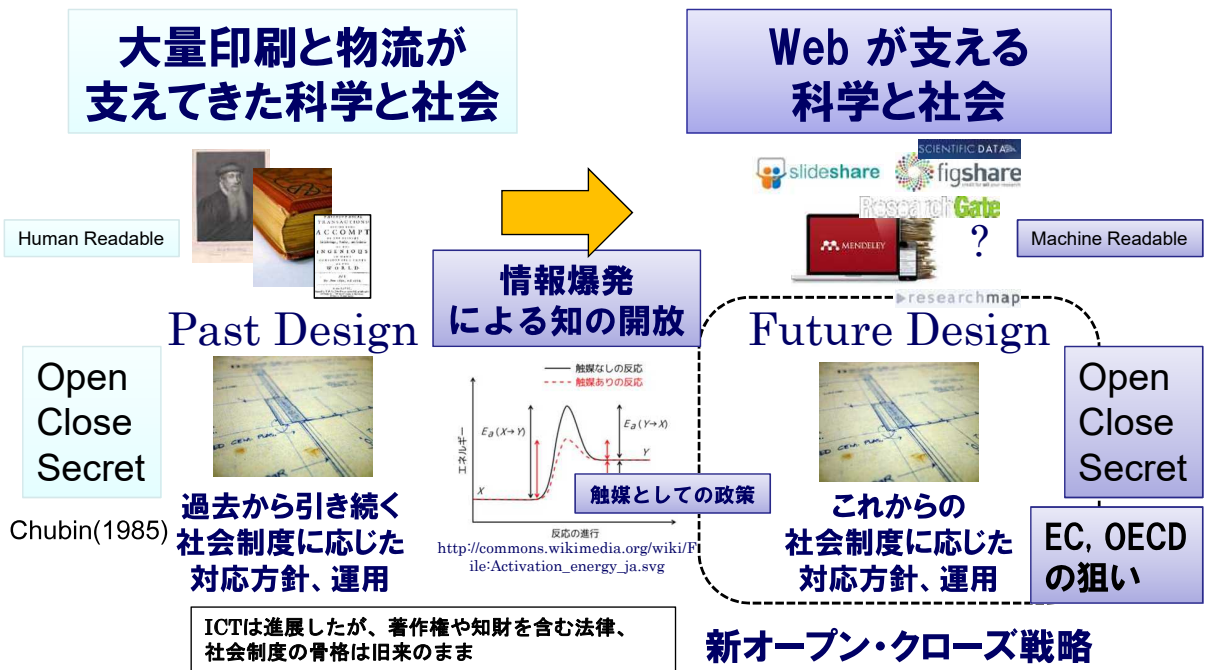 大量印刷と物流が
支えてきた科学と社会
Web が支える
科学と社会
SCIENTIFIC DATA
slideshare
figshare
credit for all your research
ResearchGate
Human Readable
TRANSACTIONS
ACCOMPT
INGENIOUS
WORLD
MENDELEY
?
Machine Readable
researchmap
情報爆発
による知の開放
Past Design
Future Design
Open
Close
Secret
Chubin(1985)
過去から引き続く
社会制度に応じた
対応方針、運用
触媒なしの反応
触媒ありの反応
エネルギー
Ea (X→Y)
Ea (Y→X)
X
Y
反応の進行
触媒としての政策
http://commons.wikimedia.org/wiki/F
ile:Activation_energy_ja.svg
これからの
社会制度に応じた
対応方針、運用
Open
Close
Secret
EC, OECD
の狙い
ICTは進展したが、著作権や知財を含む法律、
社会制度の骨格は旧来のまま
新オープン・クローズ戦略